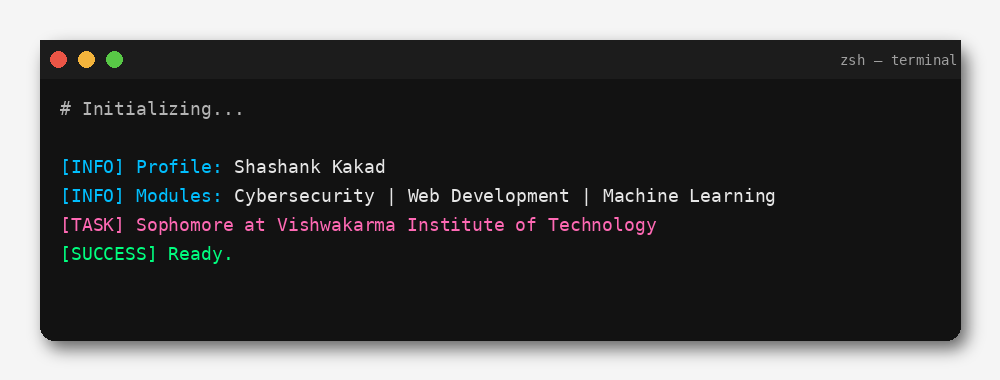 zsh — terminal
# Initializing...
[INFO] Profile: Shashank Kakad
[INFO] Modules: Cybersecurity | Web Development | Machine Learning
[TASK] Sophomore at Vishwakarma Institute of Technology
[SUCCESS] Ready.